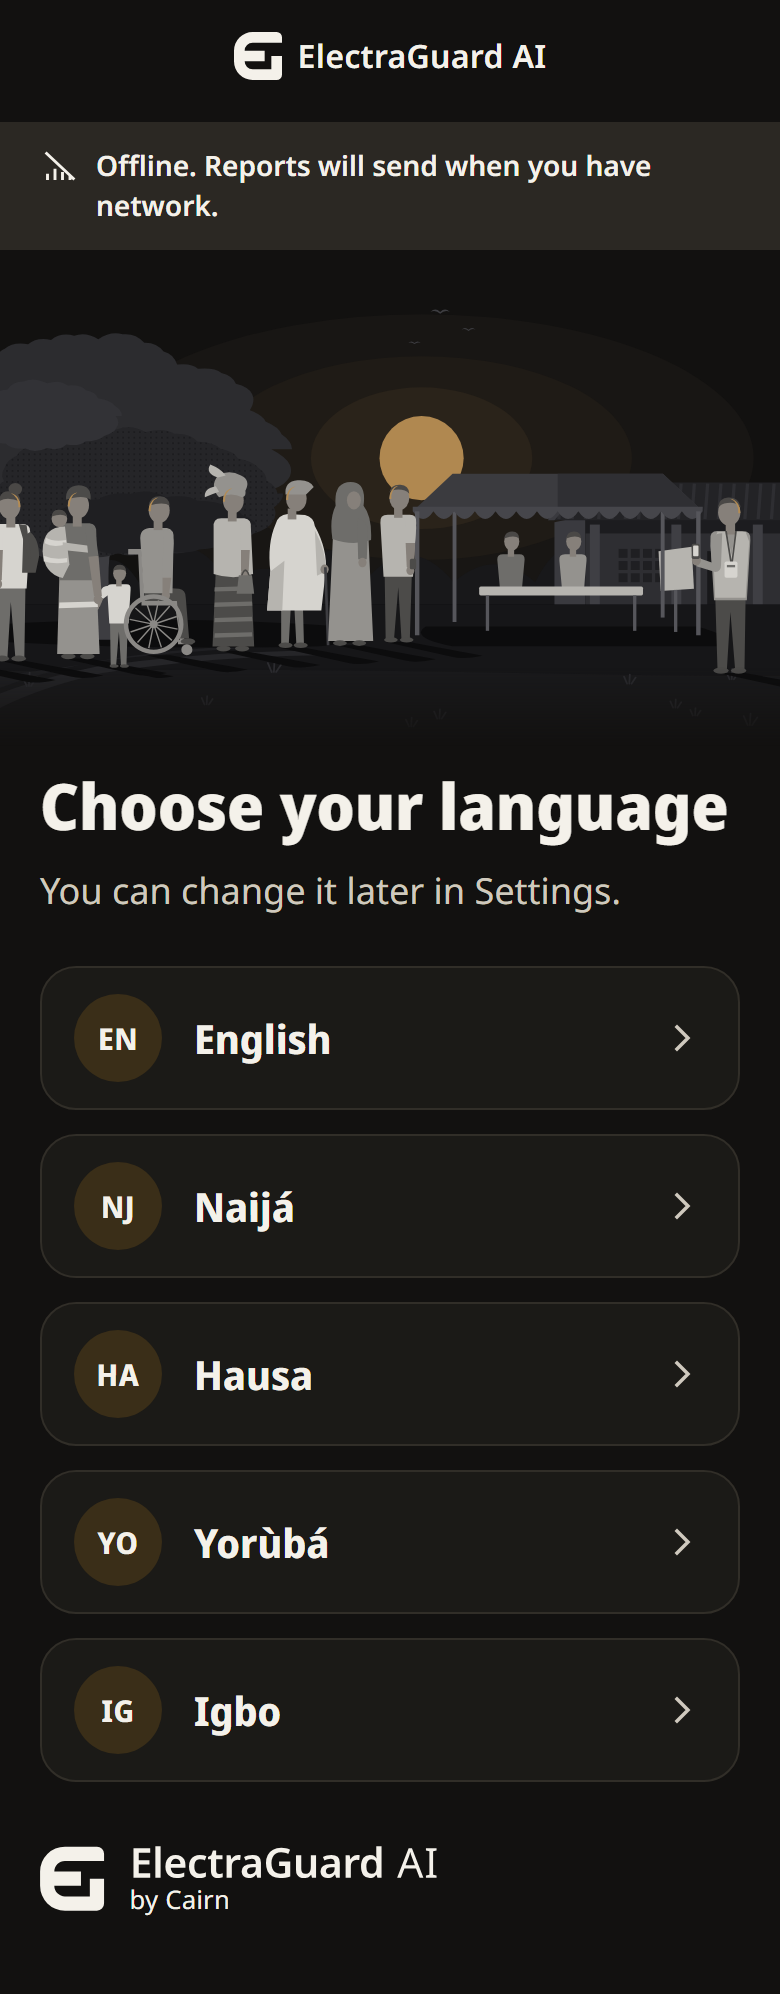 ElectraGuard AI
Offline. Reports will send when you have
network.
Choose your language
You can change it later in Settings.
EN English
NJ Naijá
HA Hausa
YO Yorùbá
IG Igbo
ElectraGuard AI
by Cairn